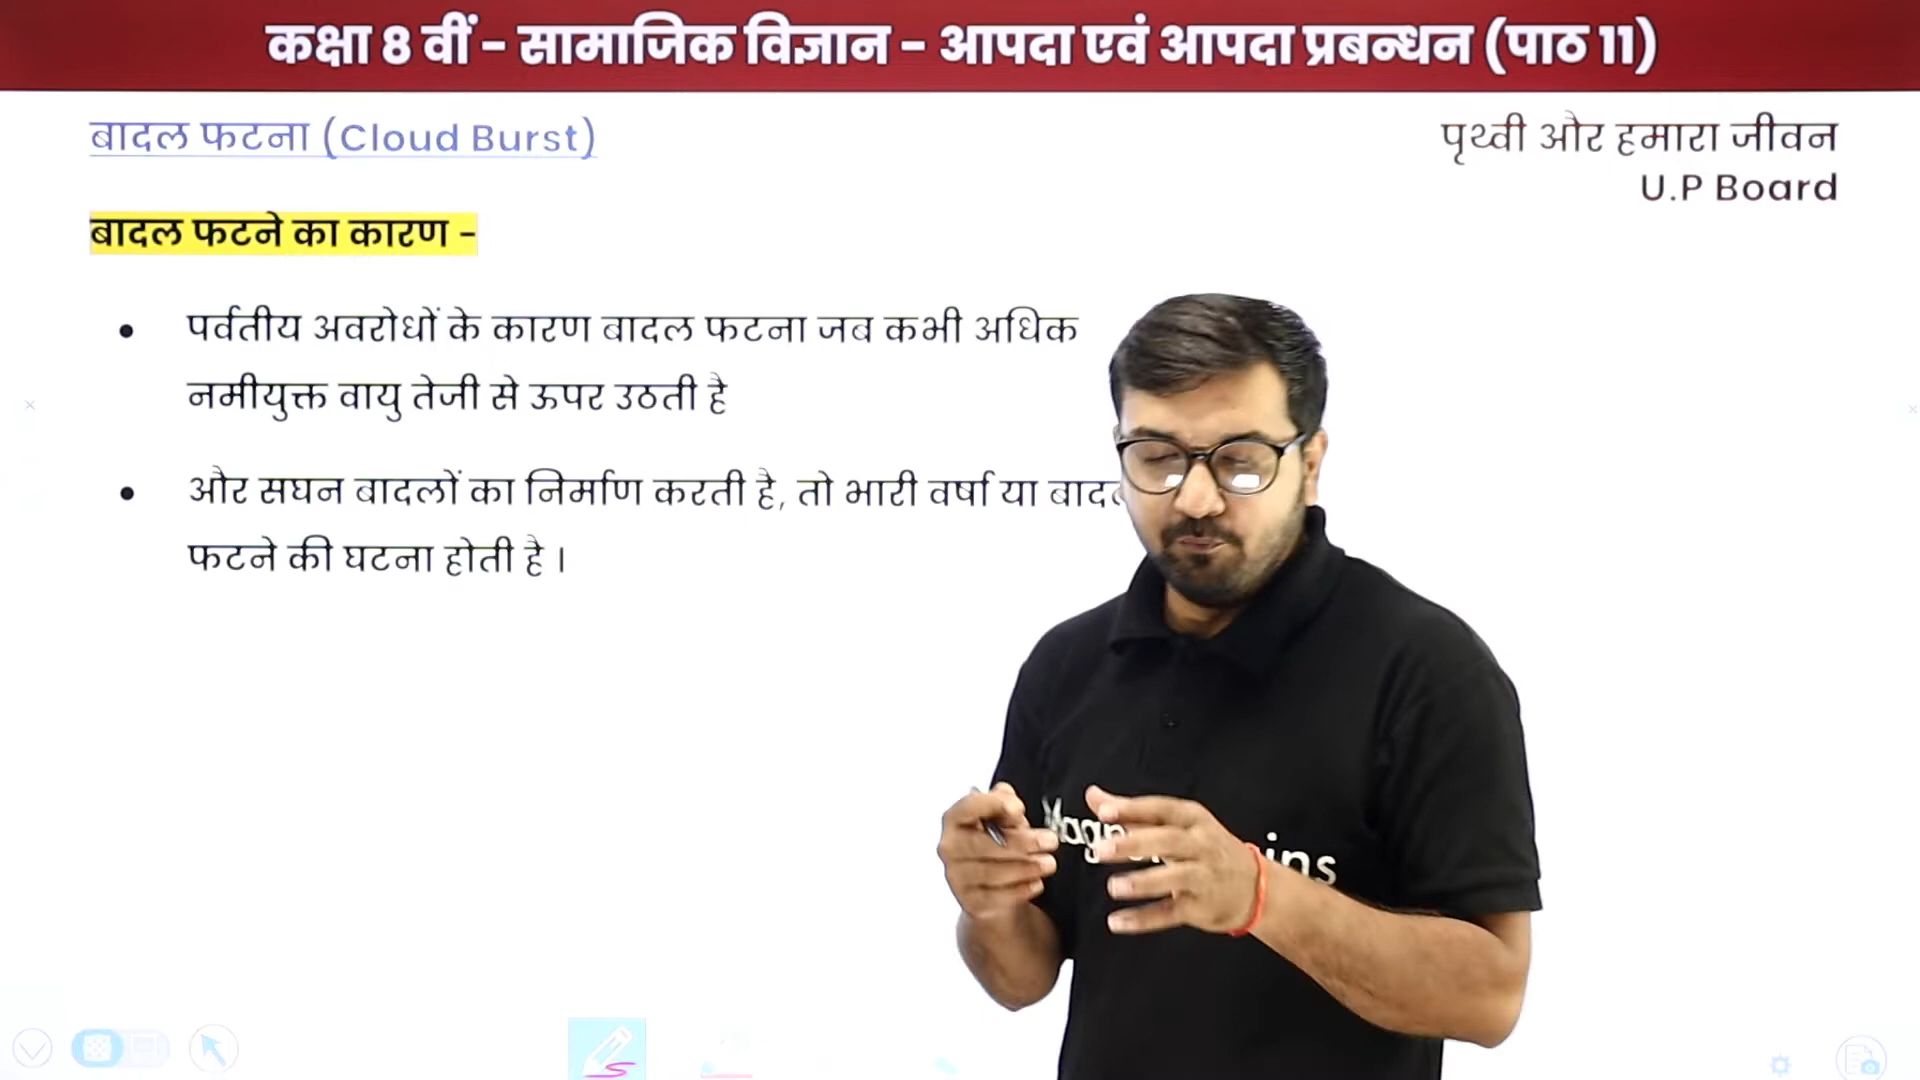 कक्षा 8 वीं - सामाजिक विज्ञान - आपदा एवं आपदा प्रबन्धन (पाठ 11)
बादल फटना (Cloud Burst)
पृथ्वी और हमारा जीवन
U.P Board
बादल फटने का कारण -
• पर्वतीय अवरोधों के कारण बादल फटना जब कभी अधिक
नमीयुक्त वायु तेजी से ऊपर उठती है
• और सघन बादलों का निर्माण करती है, तो भारी वर्षा या
फटने की घटना होती है ।